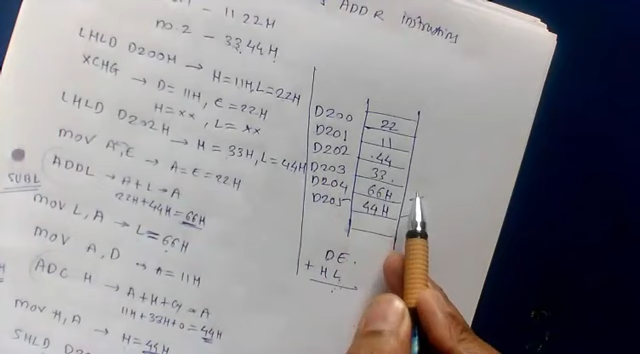 - 1122H
ADD R instructions
no.2 - 3344H
LHLD D200H → H=11H, L=22H
XCHG → D=11H, E=22H
H=xx, L=xx
LHLD D202H → H=33H, L=44H
MOV A,E → A=E=22H
ADDL → A+L→A
SUBL
22H+44H=66H
MOV L,A → L=66H
MOV A,D → A=11H
ADC H → A+H+Cy→A
11H+33H+0=44H
MOV H,A → H=44H
SHLD D20
D200 22
D201 11
D202 44
D203 33
D204 66H
D205 44H
DE
+ HL